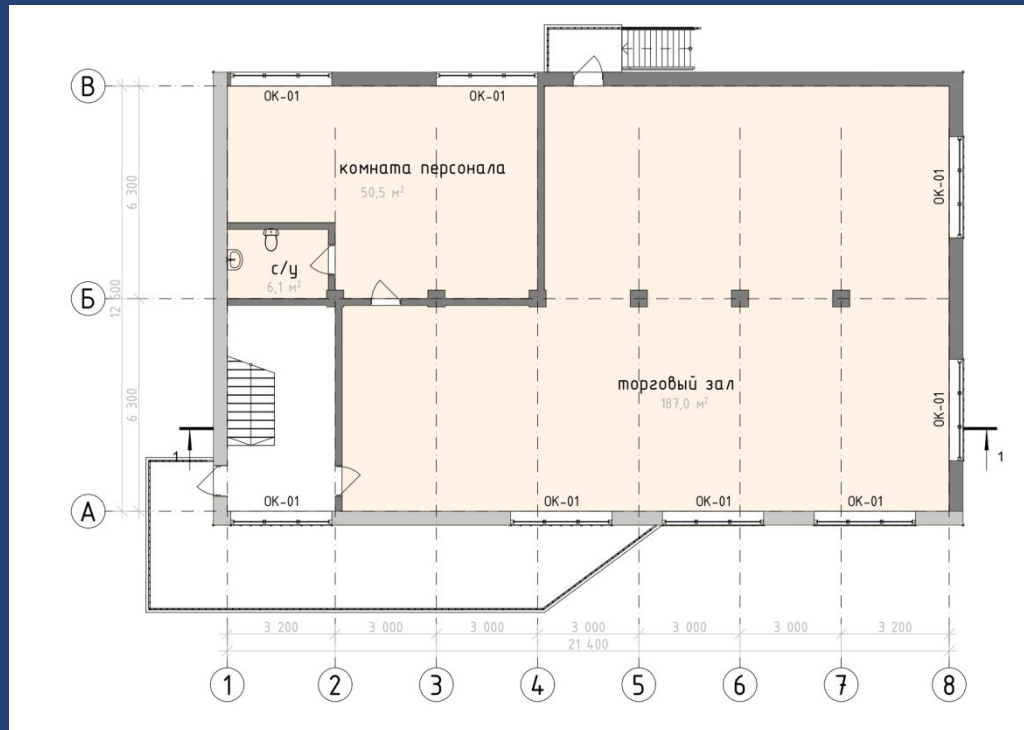 В
ОК-01
ОК-01
комната персонала
50,5 м²
6 300
ОК-01
с/у
6,1 м²
Б
12 600
6 300
торговый зал
187,0 м²
ОК-01
1
1
ОК-01
ОК-01
ОК-01
ОК-01
А
3 200
3 000
3 000
3 000
3 000
3 000
3 200
21 400
1
2
3
4
5
6
7
8